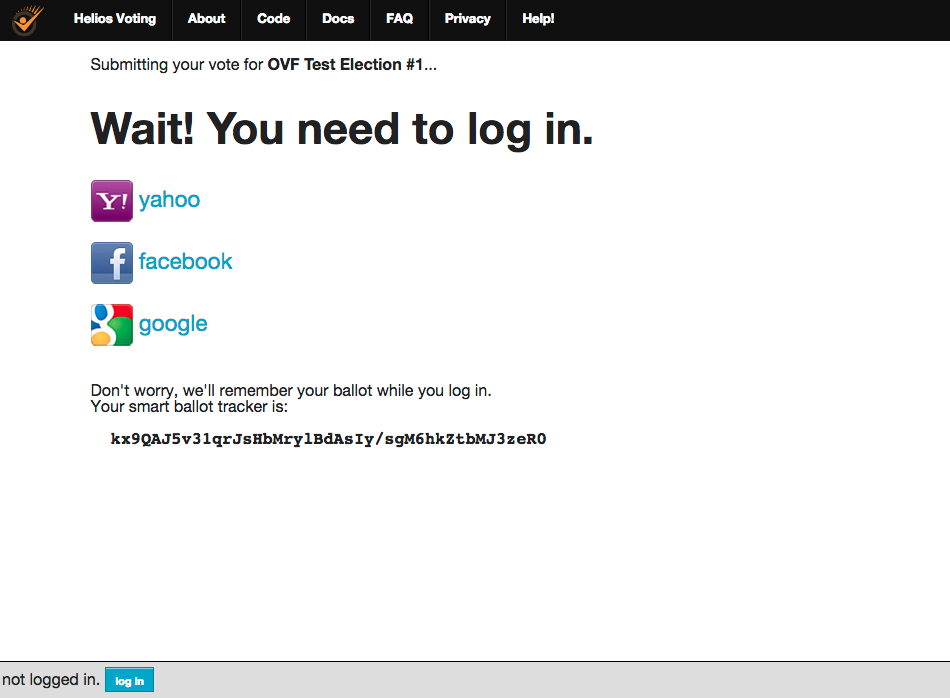 Helios Voting About Code Docs FAQ Privacy Help!
Submitting your vote for OVF Test Election #1...
Wait! You need to log in.
Y! yahoo
f facebook
g google
Don't worry, we'll remember your ballot while you log in.
Your smart ballot tracker is:
kx9QAJ5v31qrJsHbMrylBdAsIy/sgM6hkZtbMJ3zeR0
not logged in. log in